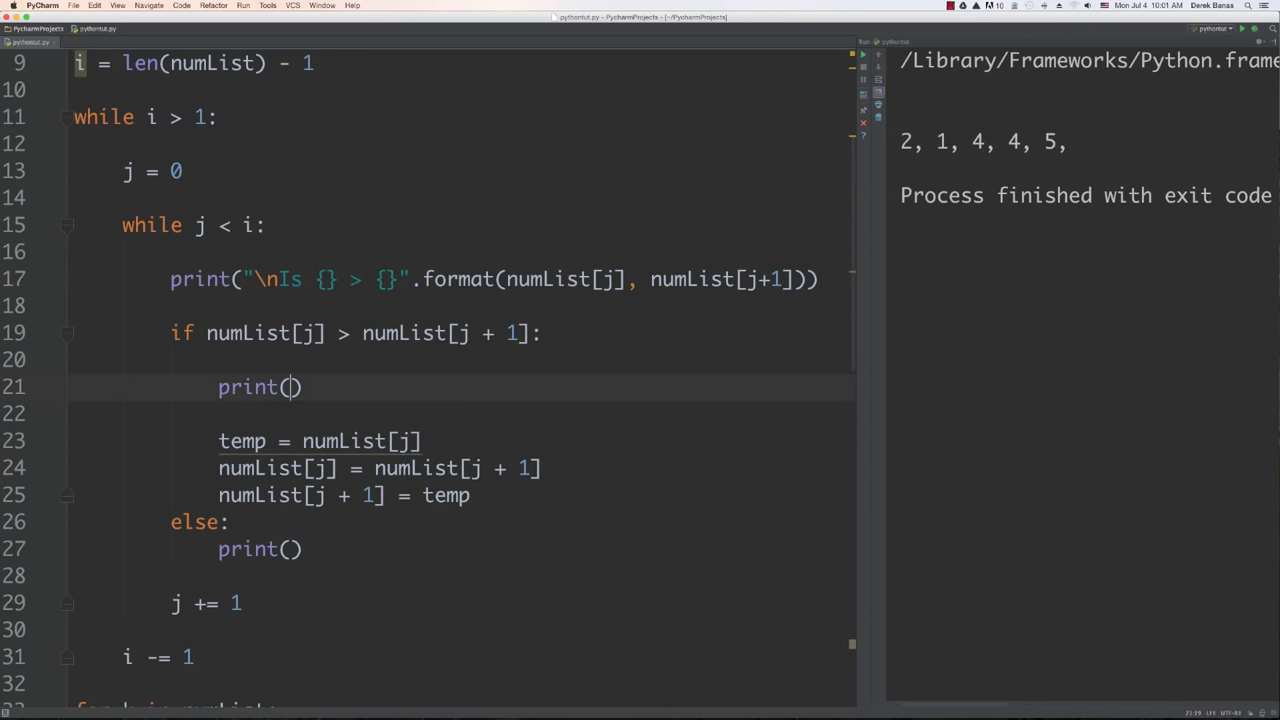 PyCharm File Edit View Navigate Code Refactor Run Tools VCS Window Help 10 Mon Jul 4 10:01 AM Derek Banas
pythontut.py - PyCharmProjects - [~/PycharmProjects]
PycharmProjects pythontut.py pythontut
pythontut.py
Run: pythontut
9 i = len(numList) - 1
10
11 while i > 1:
12
13 j = 0
14
15 while j < i:
16
17 print("\nIs {} > {}".format(numList[j], numList[j+1]))
18
19 if numList[j] > numList[j + 1]:
20
21 print()
22
23 temp = numList[j]
24 numList[j] = numList[j + 1]
25 numList[j + 1] = temp
26 else:
27 print()
28
29 j += 1
30
31 i -= 1
32
/Library/Frameworks/Python.frame
2, 1, 4, 4, 5,
Process finished with exit code
LF‡ UTF-8‡